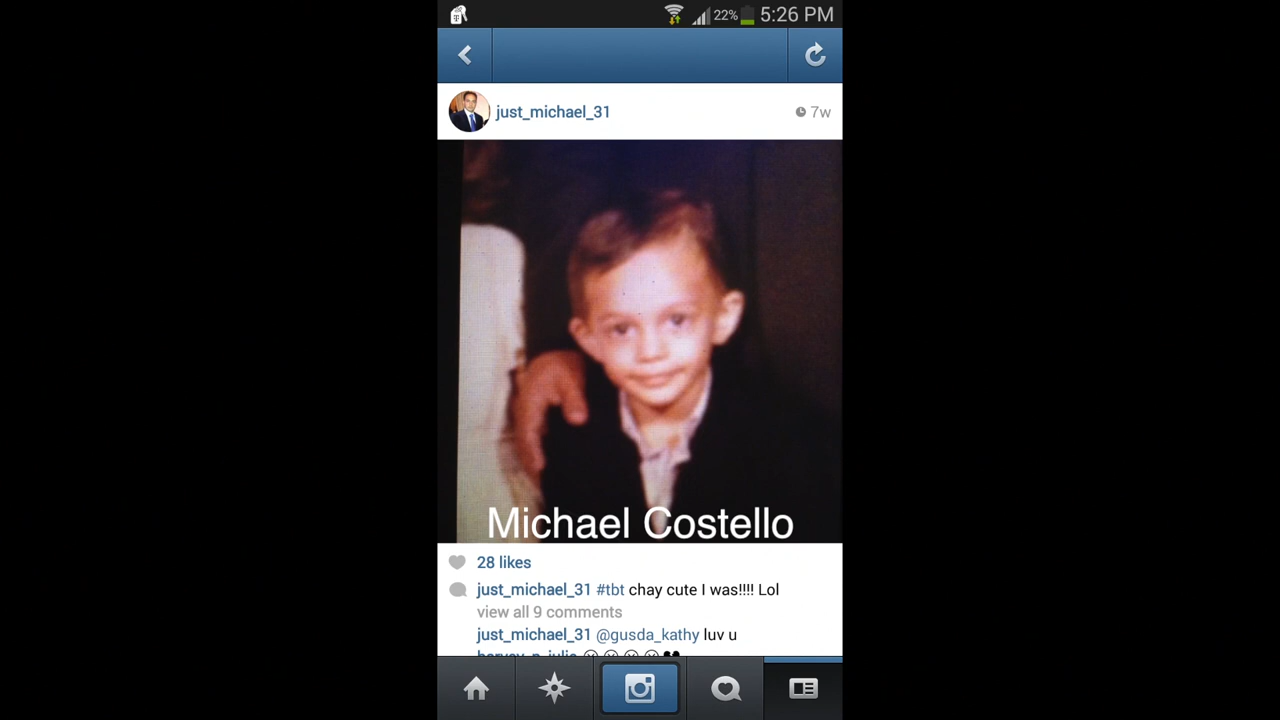 22% 5:26 PM
just_michael_31 7w
Michael Costello
28 likes
just_michael_31 #tbt chay cute I was!!!! Lol
view all 9 comments
just_michael_31 @gusda_kathy luv u